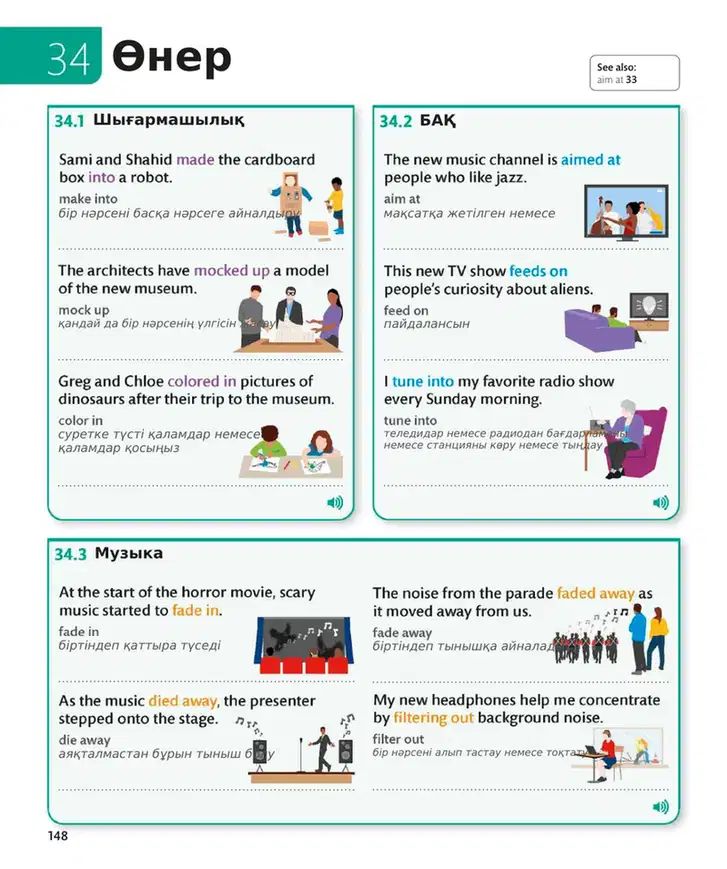 34 Өнер
See also:
aim at 33
34.1 Шығармашылық
Sami and Shahid made the cardboard
box into a robot.
make into
бір нәрсені басқа нәрсеге айналдыру
The architects have mocked up a model
of the new museum.
mock up
қандай да бір нәрсенің үлгісін
Greg and Chloe colored in pictures of
dinosaurs after their trip to the museum.
color in
суретке түсті қаламдар немесе
қаламдар қосыңыз
34.2 БАҚ
The new music channel is aimed at
people who like jazz.
aim at
мақсатқа жетілген немесе
This new TV show feeds on
people's curiosity about aliens.
feed on
пайдалансын
I tune into my favorite radio show
every Sunday morning.
tune into
теледидар немесе радиодан бағдарламаны
немесе станцияны көру немесе тыңдау
34.3 Музыка
At the start of the horror movie, scary
music started to fade in.
fade in
біртіндеп қаттыра түседі
As the music died away, the presenter
stepped onto the stage.
die away
аяқталмастан бұрын тыныш болу
The noise from the parade faded away as
it moved away from us.
fade away
біртіндеп тынышқа
My new headphones help me concentrate
by filtering out background noise.
filter out
бір нәрсені алып тастау немесе тоқтату
148